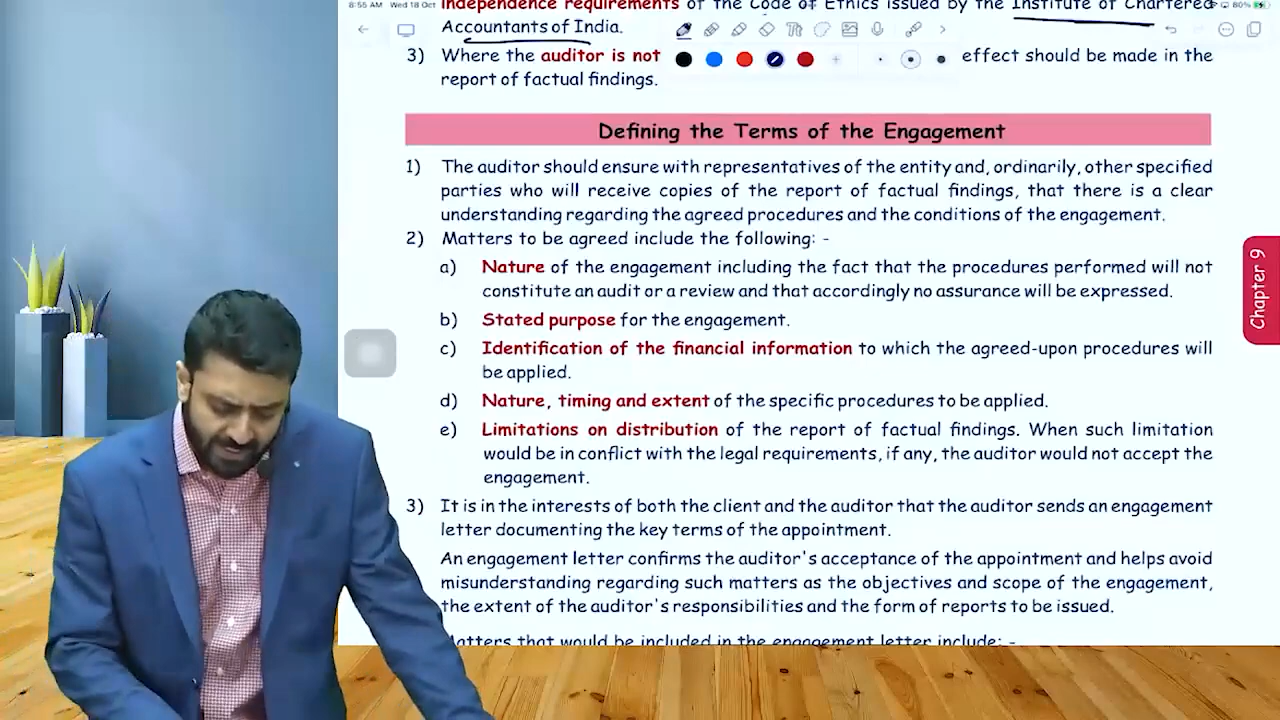 8:55 AM Wed 18 Oct
80%
independence requirements of the Code of Ethics issued by the Institute of Chartered
Accountants of India.
3) Where the auditor is not effect should be made in the
report of factual findings.
Defining the Terms of the Engagement
1) The auditor should ensure with representatives of the entity and, ordinarily, other specified
parties who will receive copies of the report of factual findings, that there is a clear
understanding regarding the agreed procedures and the conditions of the engagement.
2) Matters to be agreed include the following: -
a) Nature of the engagement including the fact that the procedures performed will not
constitute an audit or a review and that accordingly no assurance will be expressed.
b) Stated purpose for the engagement.
c) Identification of the financial information to which the agreed-upon procedures will
be applied.
d) Nature, timing and extent of the specific procedures to be applied.
e) Limitations on distribution of the report of factual findings. When such limitation
would be in conflict with the legal requirements, if any, the auditor would not accept the
engagement.
3) It is in the interests of both the client and the auditor that the auditor sends an engagement
letter documenting the key terms of the appointment.
An engagement letter confirms the auditor's acceptance of the appointment and helps avoid
misunderstanding regarding such matters as the objectives and scope of the engagement,
the extent of the auditor's responsibilities and the form of reports to be issued.
Matters that would be included in the engagement letter include: -
Chapter 9